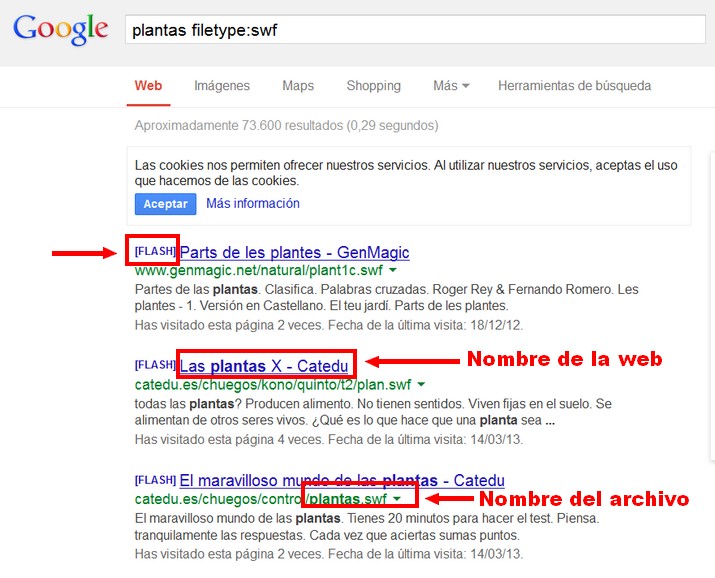 Google
plantas filetype:swf
Web Imágenes Maps Shopping Más Herramientas de búsqueda
Aproximadamente 73.600 resultados (0,29 segundos)
Las cookies nos permiten ofrecer nuestros servicios. Al utilizar nuestros servicios, aceptas el uso
que hacemos de las cookies.
Aceptar Más información
[FLASH] Parts de les plantes - GenMagic
www.genmagic.net/natural/plant1c.swf
Partes de las plantas. Clasifica. Palabras cruzadas. Roger Rey & Fernando Romero. Les
plantes - 1. Versión en Castellano. El teu jardí. Parts de les plantes.
Has visitado esta página 2 veces. Fecha de la última visita: 18/12/12.
[FLASH] Las plantas X - Catedu
Nombre de la web
catedu.es/chuegos/kono/quinto/t2/plan.swf
todas las plantas? Producen alimento. No tienen sentidos. Viven fijas en el suelo. Se
alimentan de otros seres vivos. ¿Qué es lo que hace que una planta sea ...
Has visitado esta página 4 veces. Fecha de la última visita: 14/03/13.
[FLASH] El maravilloso mundo de las plantas - Catedu
catedu.es/chuegos/control/plantas.swf
Nombre del archivo
El maravilloso mundo de las plantas. Tienes 20 minutos para hacer el test. Piensa.
tranquilamente las respuestas. Cada vez que aciertas sumas puntos.
Has visitado esta página 2 veces. Fecha de la última visita: 14/03/13.